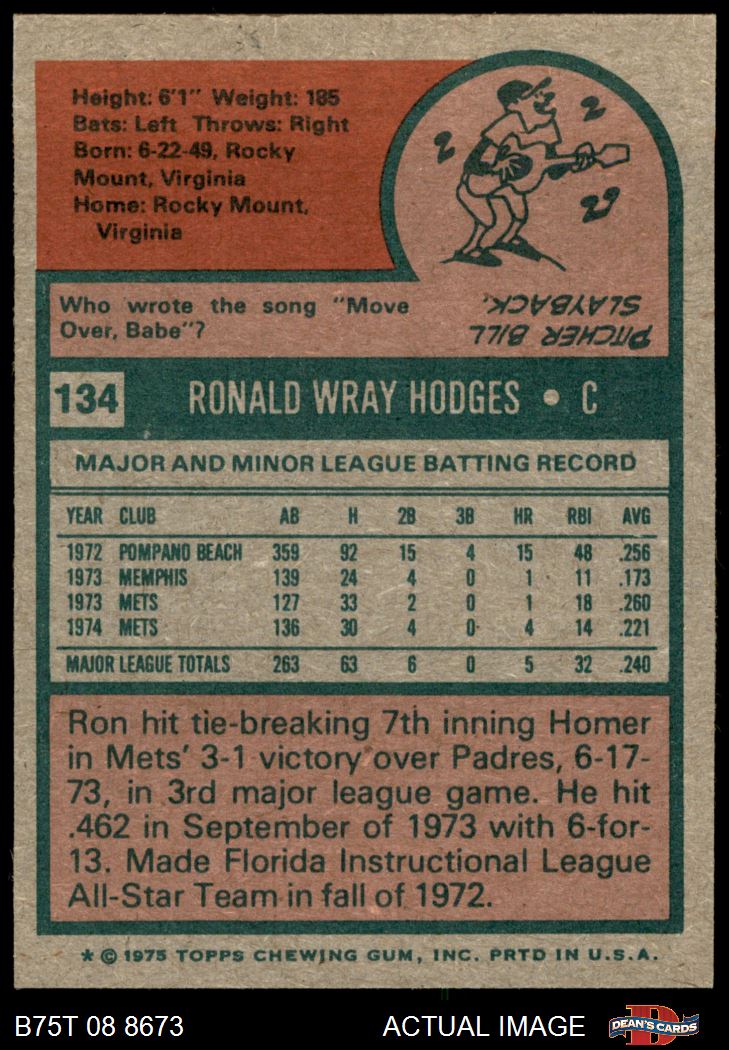 Height: 6'1" Weight: 185
Bats: Left Throws: Right
Born: 6-22-49, Rocky
Mount, Virginia
Home: Rocky Mount,
Virginia
Who wrote the song "Move
Over, Babe"?
PITCHER BILL
SLAYBACK.
134 RONALD WRAY HODGES • C
MAJOR AND MINOR LEAGUE BATTING RECORD
YEAR CLUB AB H 2B 3B HR RBI AVG
1972 POMPANO BEACH 359 92 15 4 15 48 .256
1973 MEMPHIS 139 24 4 0 1 11 .173
1973 METS 127 33 2 0 1 18 .260
1974 METS 136 30 4 0 4 14 .221
MAJOR LEAGUE TOTALS 263 63 6 0 5 32 .240
Ron hit tie-breaking 7th inning Homer
in Mets' 3-1 victory over Padres, 6-17-
73, in 3rd major league game. He hit
.462 in September of 1973 with 6-for-
13. Made Florida Instructional League
All-Star Team in fall of 1972.
* © 1975 TOPPS CHEWING GUM, INC. PRTD IN U.S.A.
B75T 08 8673 ACTUAL IMAGE DEAN'S CARDS